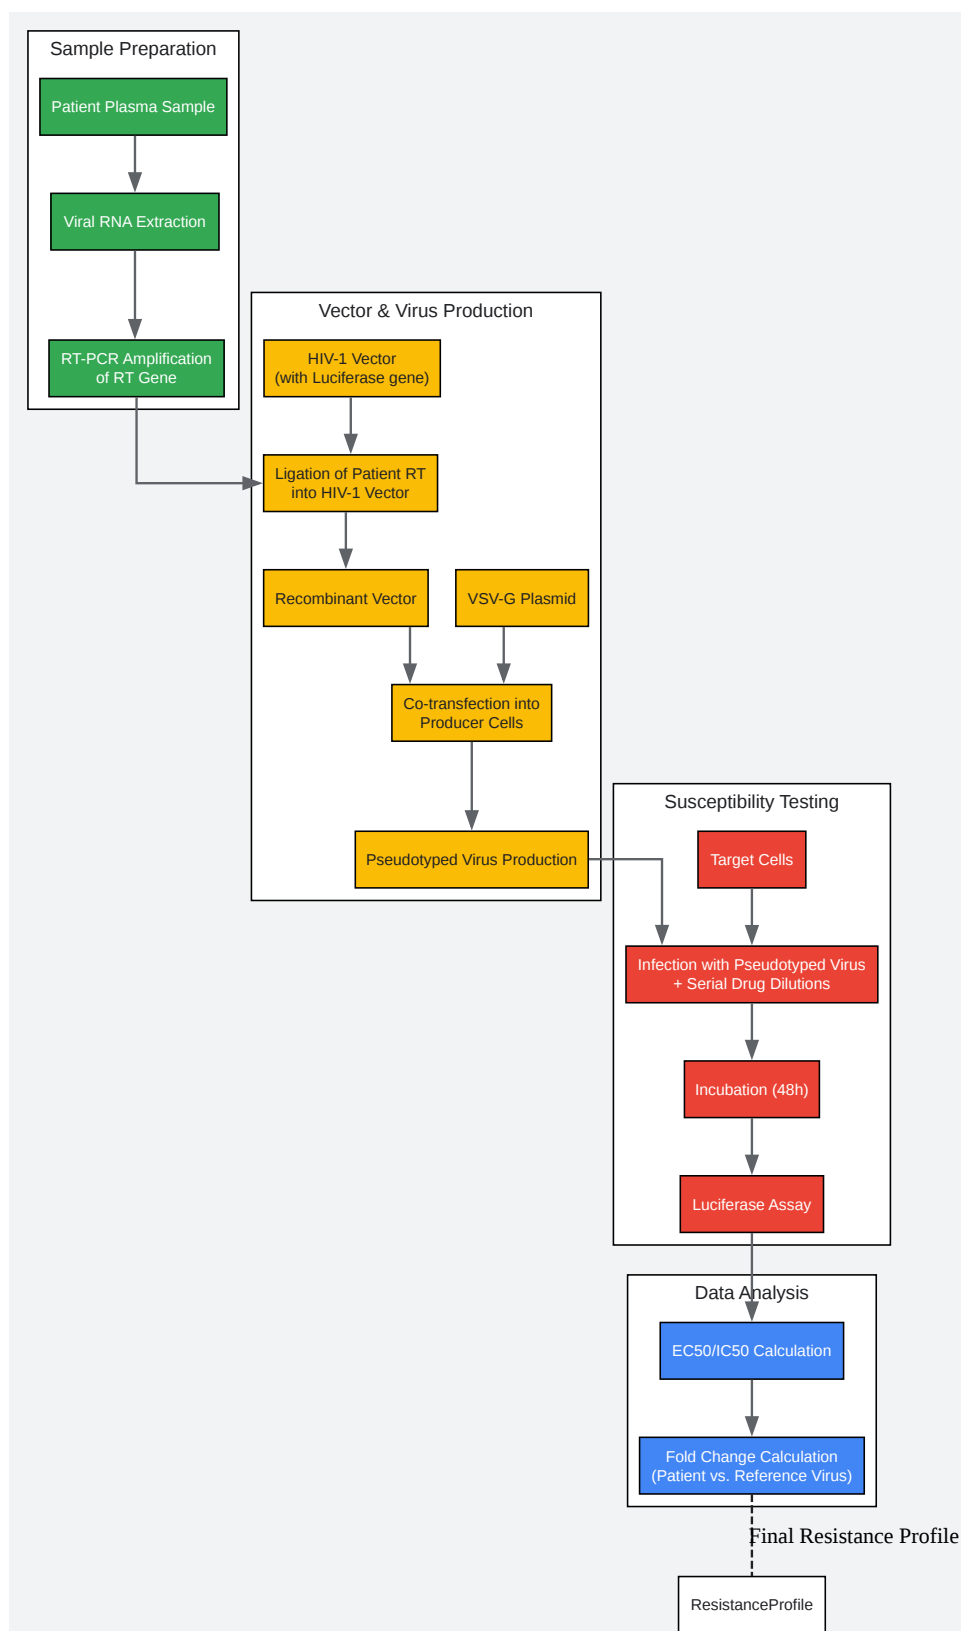 Sample Preparation
Patient Plasma Sample
Viral RNA Extraction
RT-PCR Amplification
of RT Gene
Vector & Virus Production
HIV-1 Vector
(with Luciferase gene)
Ligation of Patient RT
into HIV-1 Vector
Recombinant Vector
VSV-G Plasmid
Co-transfection into
Producer Cells
Pseudotyped Virus Production
Susceptibility Testing
Target Cells
Infection with Pseudotyped Virus
+ Serial Drug Dilutions
Incubation (48h)
Luciferase Assay
Data Analysis
EC50/IC50 Calculation
Fold Change Calculation
(Patient vs. Reference Virus)
Final Resistance Profile
ResistanceProfile